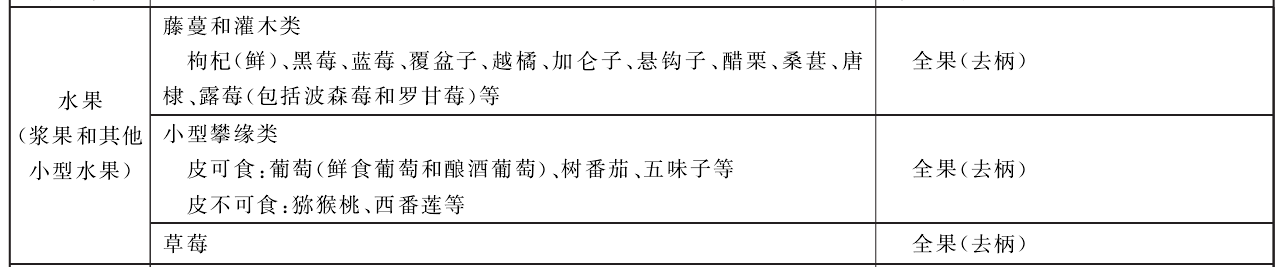 水果
(浆果和其他
小型水果)
藤蔓和灌木类
枸杞(鲜)、黑莓、蓝莓、覆盆子、越橘、加仑子、悬钩子、醋栗、桑葚、唐
棣、露莓(包括波森莓和罗甘莓)等
全果(去柄)
小型攀缘类
皮可食:葡萄(鲜食葡萄和酿酒葡萄)、树番茄、五味子等
皮不可食:猕猴桃、西番莲等
全果(去柄)
草莓
全果(去柄)